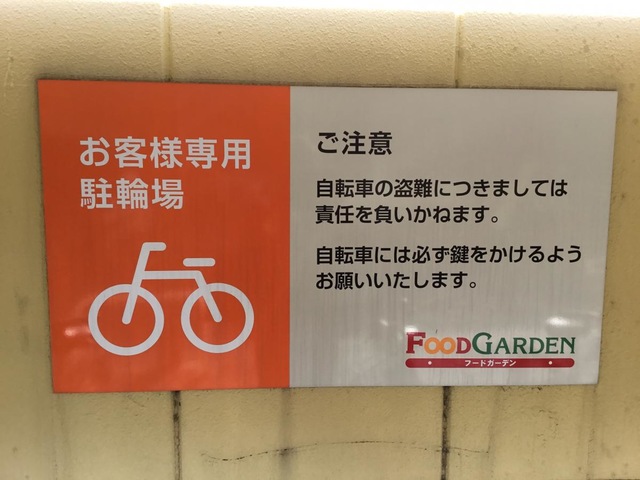 お客様専用
駐輪場
ご注意
自転車の盗難につきましては
責任を負いかねます。
自転車には必ず鍵をかけるよう
お願いいたします。
FOODGARDEN
フードガーデン